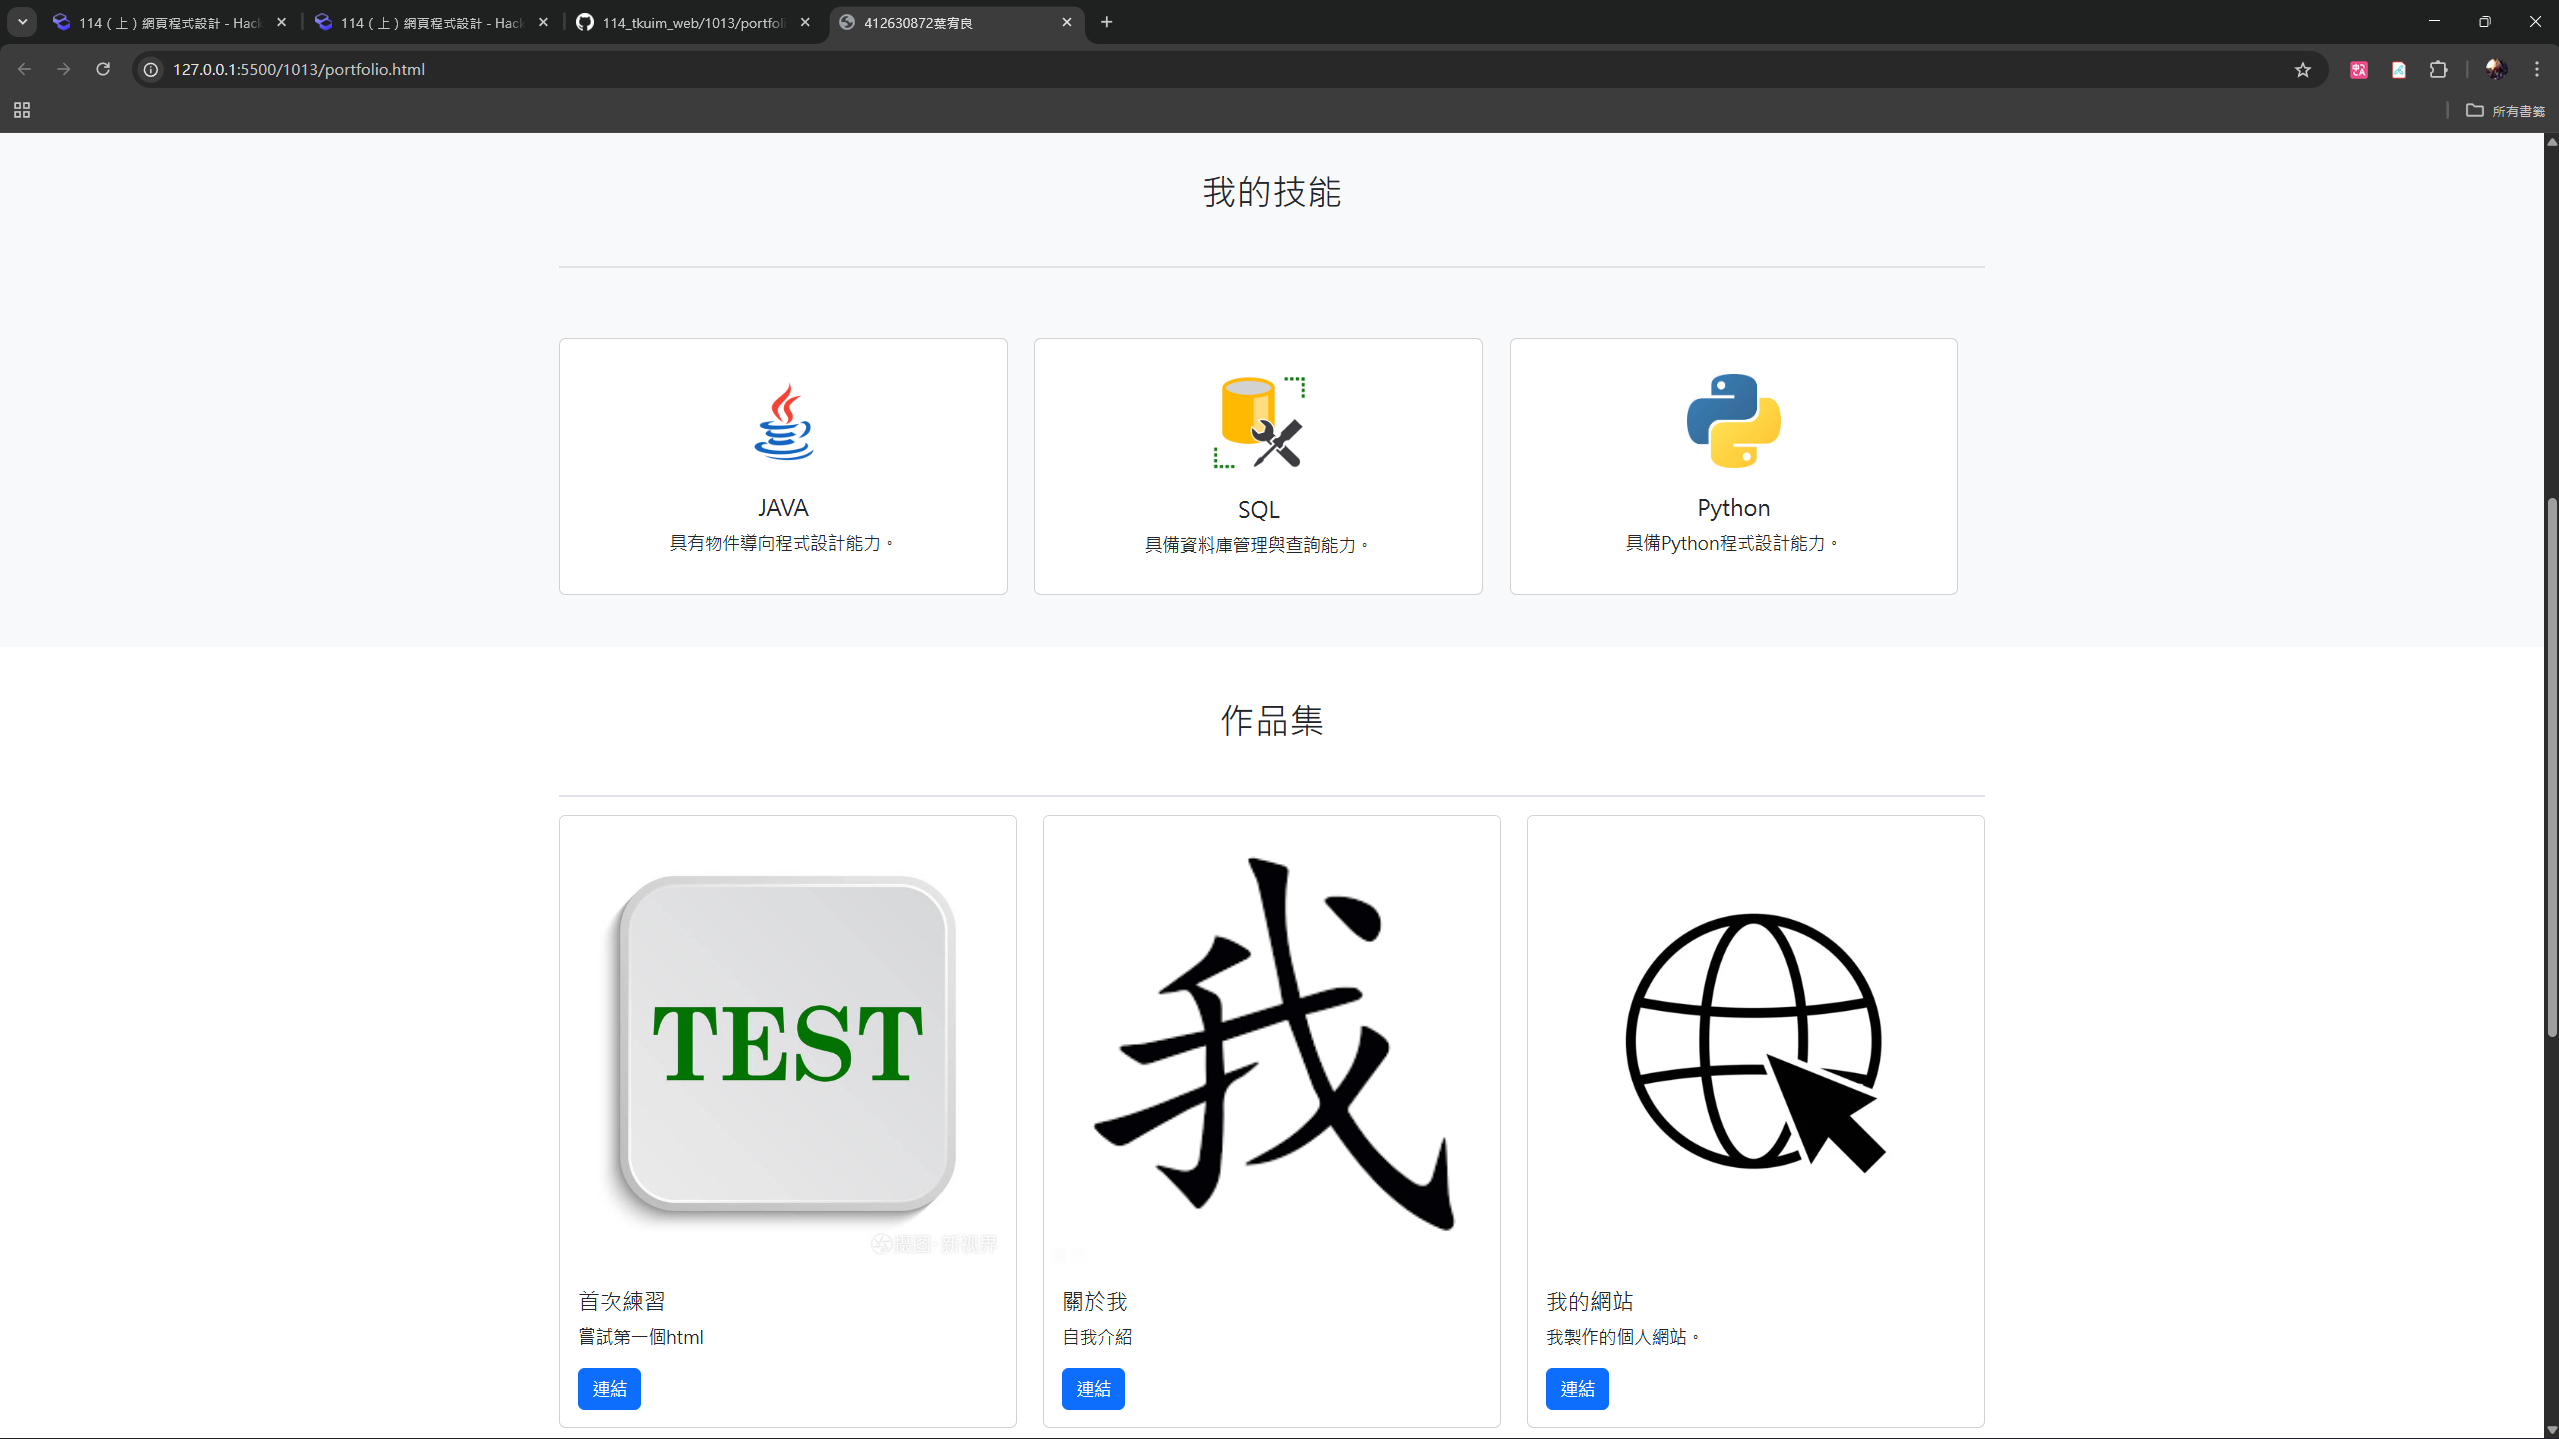 114（上）網頁程式設計 - Hack
114（上）網頁程式設計 - Hack
114_tkuim_web/1013/portfoli
412630872葉宥良
127.0.0.1:5500/1013/portfolio.html
所有書籤
我的技能
JAVA
具有物件導向程式設計能力。
SQL
具備資料庫管理與查詢能力。
Python
具備Python程式設計能力。
作品集
TEST
摄图·新视界
我
首次練習
嘗試第一個html
連結
關於我
自我介紹
連結
我的網站
我製作的個人網站。
連結